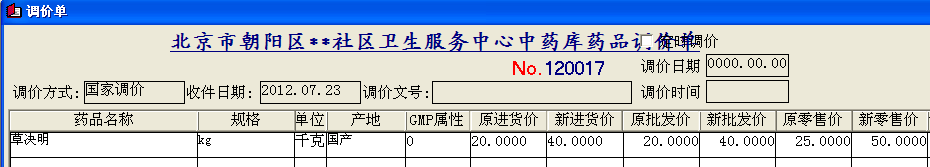 调价单
北京市朝阳区**社区卫生服务中心中药库药品调价单
定时调价
No.120017
调价日期 0000.00.00
调价方式: 国家调价 收件日期: 2012.07.23 调价文号: 调价时间
药品名称 规格 单位 产地 GMP属性 原进货价 新进货价 原批发价 新批发价 原零售价 新零售价
草决明 kg 千克 国产 0 20.0000 40.0000 20.0000 40.0000 25.0000 50.0000